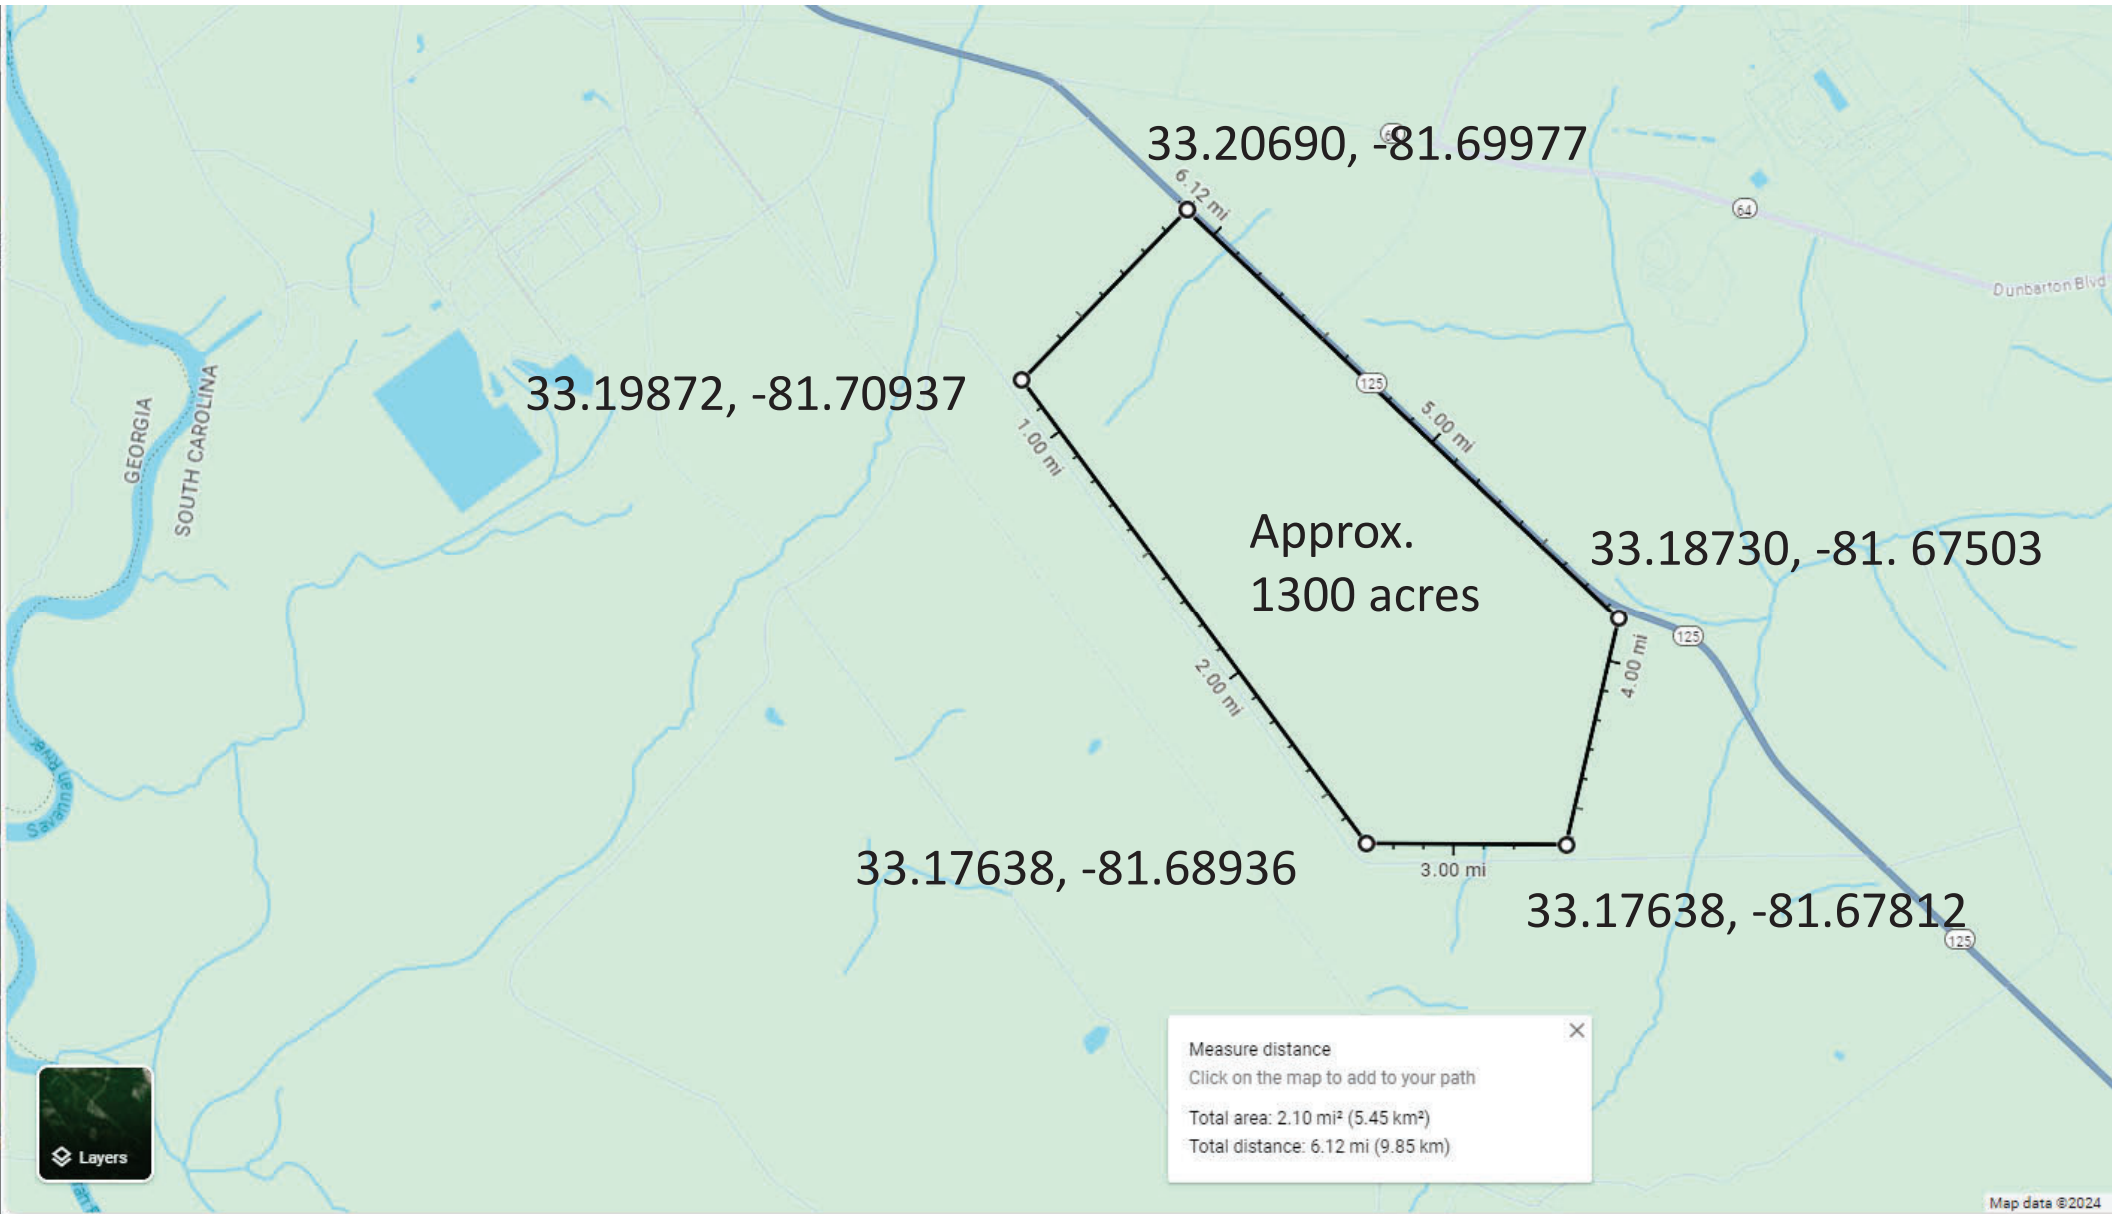 33.20690, -81.69977
6.12 mi
64
Dunbarton Blvd
33.19872, -81.70937
125
GEORGIA
SOUTH CAROLINA
1.00 mi
5.00 mi
Approx.
1300 acres
33.18730, -81. 67503
125
4.00 mi
2.00 mi
Savannah River
33.17638, -81.68936
3.00 mi
33.17638, -81.67812
125
Measure distance
Click on the map to add to your path
Total area: 2.10 mi² (5.45 km²)
Total distance: 6.12 mi (9.85 km)
Layers
Map data ©2024